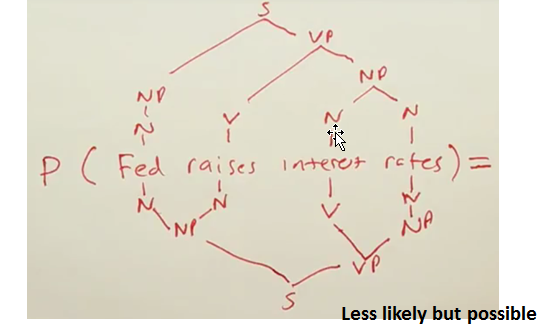 S
VP
NP NP
N V N N
P ( Fed raises interest rates ) =
N N V N
NP NP
VP
S
Less likely but possible